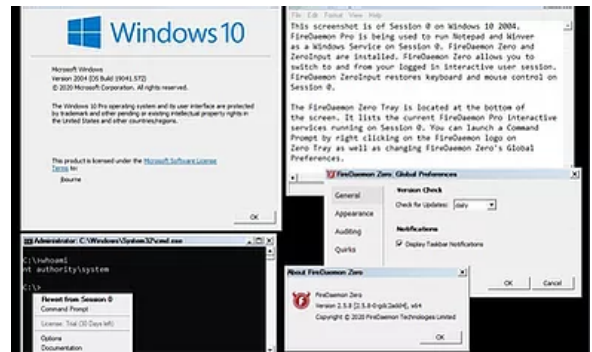 Windows 10
Microsoft Windows
Version 2004 (OS Build 19041.572)
© 2020 Microsoft Corporation. All rights reserved.
The Windows 10 Pro operating system and its user interface are protected
by trademark and other pending or existing intellectual property rights in
the United States and other countries/regions.
This product is licensed under the Microsoft Software License
Terms to:
jbourne
OK
File Edit Format View Help
This screenshot is of Session 0 on Windows 10 2004.
FireDaemon Pro is being used to run Notepad and Winver
as a Windows Service on Session 0. FireDaemon Zero and
ZeroInput are installed. FireDaemon Zero allows you to
switch to and from your logged in interactive user session.
FireDaemon ZeroInput restores keyboard and mouse control on
Session 0.
The FireDaemon Zero Tray is located at the bottom of
the screen. It lists the current FireDaemon Pro interactive
services running on Session 0. You can launch a Command
Prompt by right clicking on the FireDaemon logo on
Zero Tray as well as changing FireDaemon Zero's Global
Preferences.
FireDaemon Zero: Global Preferences
General
Appearance
Auditing
Quirks
Version Check
Check for Updates: daily
Notifications
Display Taskbar Notifications
OK Cancel
Administrator: C:\Windows\System32\cmd.exe
C:\>whoami
nt authority\system
C:\>
Revert from Session 0
Command Prompt
License: Trial (30 Days left)
Options
Documentation
About FireDaemon Zero
FireDaemon Zero
Copyright © 2020 FireDaemon Technologies Limited
OK